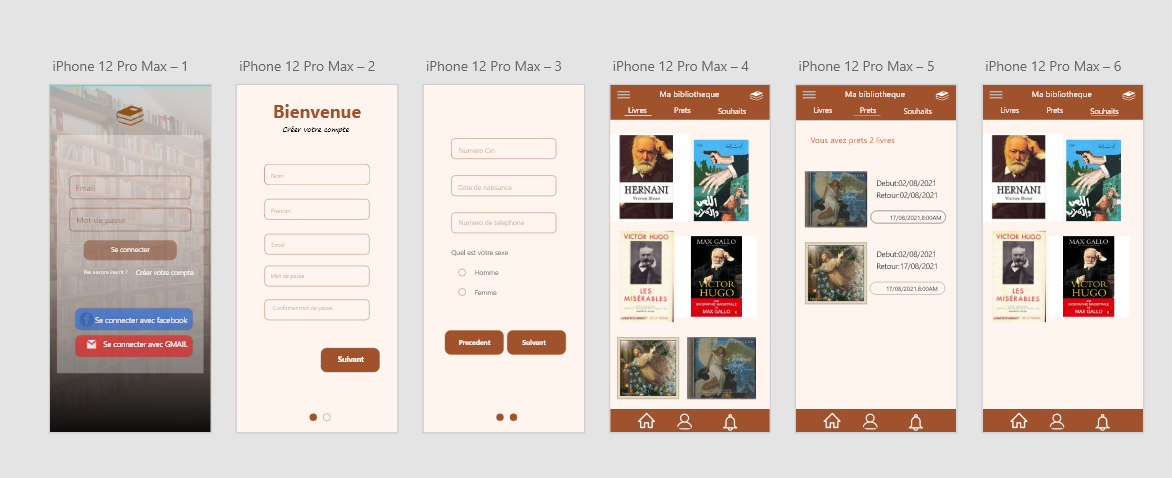 iPhone 12 Pro Max – 1
Email
Mot de passe
Se connecter
Pas encore inscrit ? Créer votre compte
Se connecter avec facebook
Se connecter avec GMAIL
iPhone 12 Pro Max – 2
Bienvenue
Créer votre compte
Nom
Prenom
Email
Mot de passe
Confirmer mot de passe
Suivant
iPhone 12 Pro Max – 3
Numero Cin
Date de naissance
Numero de telephone
Quel est votre sexe
Homme
Femme
Precedent
Suivant
iPhone 12 Pro Max – 4
Ma bibliotheque
Livres Prets Souhaits
HERNANI
VICTOR HUGO
VICTOR HUGO
LES
MISÉRABLES
MAX GALLO
VICTOR
HUGO
MAX GALLO
iPhone 12 Pro Max – 5
Ma bibliotheque
Livres Prets Souhaits
Vous avez prets 2 livres
Debut:02/08/2021
Retour:02/08/2021
17/08/2021,8:00AM
Debut:02/08/2021
Retour:17/08/2021
17/08/2021,8:00AM
iPhone 12 Pro Max – 6
Ma bibliotheque
Livres Prets Souhaits
HERNANI
VICTOR HUGO
VICTOR HUGO
LES
MISÉRABLES
MAX GALLO
VICTOR
HUGO
MAX GALLO